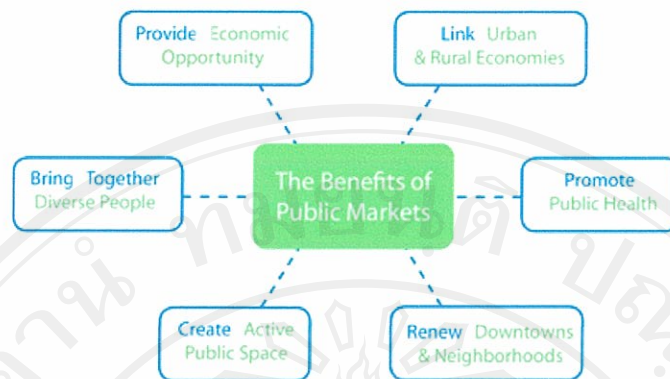 Provide Economic
Opportunity
Link Urban
& Rural Economies
Bring Together
Diverse People
The Benefits of
Public Markets
Promote
Public Health
Create Active
Public Space
Renew Downtowns
& Neighborhoods